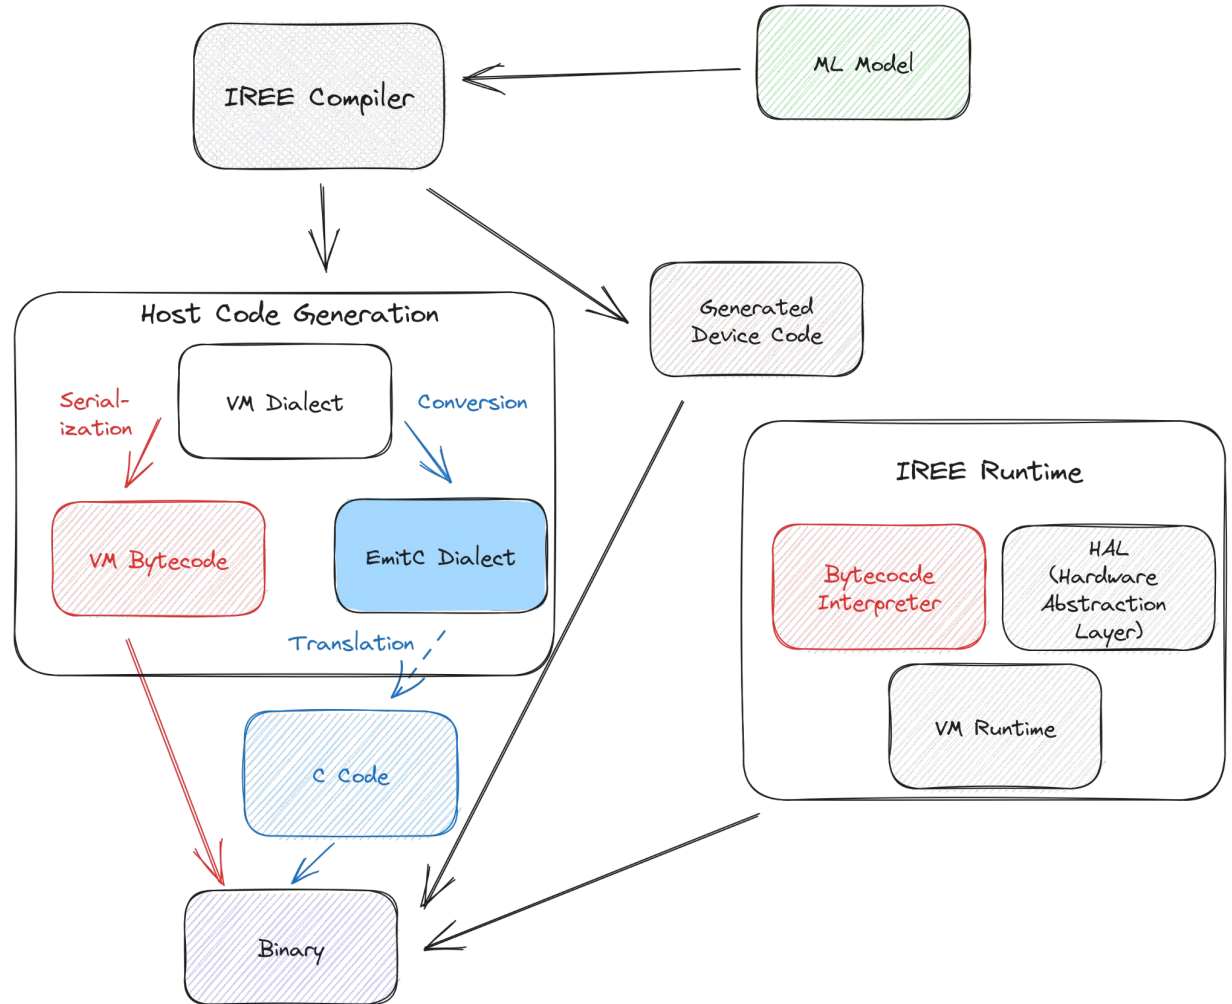 IREE Compiler
ML Model
Host Code Generation
Generated
Device Code
VM Dialect
Serial-
ization
Conversion
VM Bytecode
EmitC Dialect
Translation
C Code
Binary
IREE Runtime
Bytecocde
Interpreter
HAL
(Hardware
Abstraction
Layer)
VM Runtime